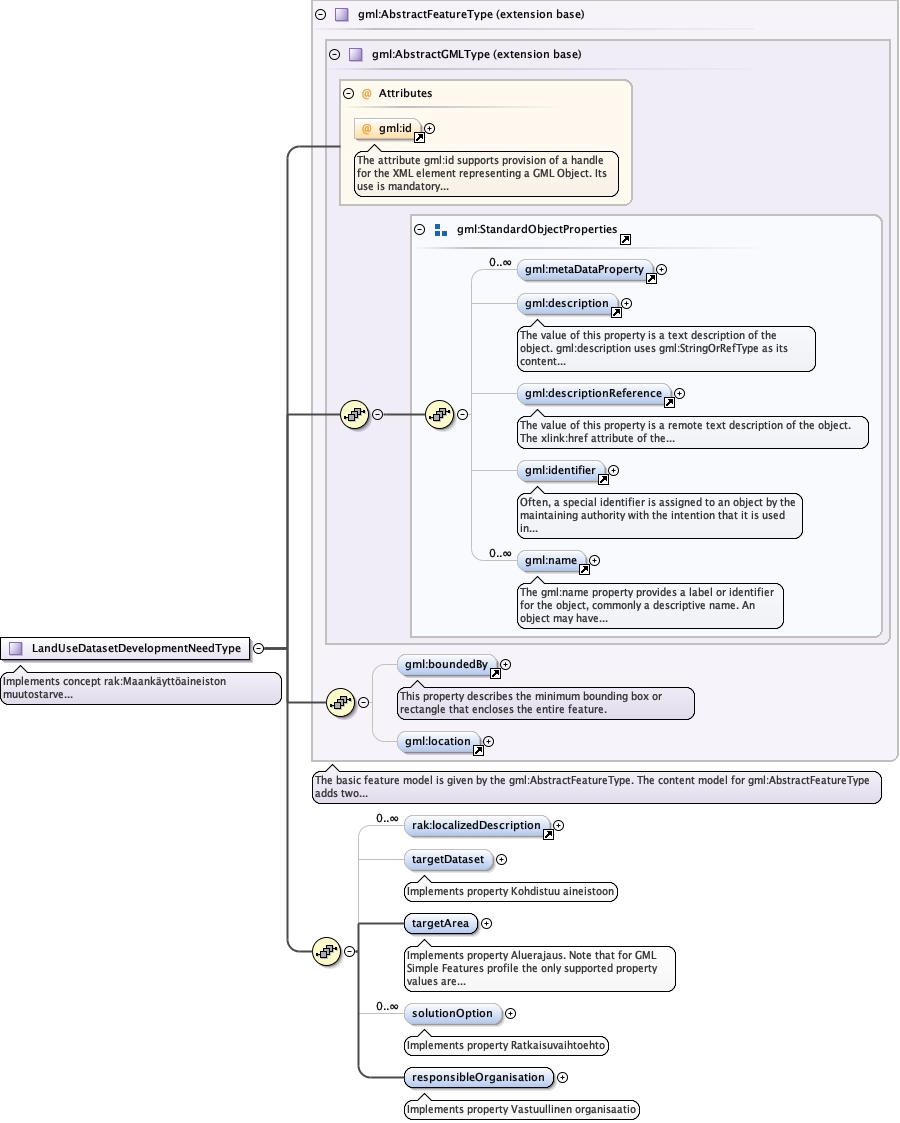 gml:AbstractFeatureType (extension base)
gml:AbstractGMLType (extension base)
@ Attributes
@ gml:id
The attribute gml:id supports provision of a handle
for the XML element representing a GML Object. Its
use is mandatory...
gml:StandardObjectProperties
0..∞
gml:metaDataProperty
gml:description
The value of this property is a text description of the
object. gml:description uses gml:StringOrRefType as its
content...
gml:descriptionReference
The value of this property is a remote text description of the object.
The xlink:href attribute of the...
gml:identifier
Often, a special identifier is assigned to an object by the
maintaining authority with the intention that it is used
in...
0..∞
gml:name
The gml:name property provides a label or identifier
for the object, commonly a descriptive name. An
object may have...
LandUseDatasetDevelopmentNeedType
Implements concept rak:Maankäyttöaineiston
muutostarve...
gml:boundedBy
This property describes the minimum bounding box or
rectangle that encloses the entire feature.
gml:location
The basic feature model is given by the gml:AbstractFeatureType. The content model for gml:AbstractFeatureType
adds two...
0..∞
rak:localizedDescription
targetDataset
Implements property Kohdistuu aineistoon
targetArea
Implements property Aluerajaus. Note that for GML
Simple Features profile the only supported property
values are...
0..∞
solutionOption
Implements property Ratkaisuvaihtoehto
responsibleOrganisation
Implements property Vastuullinen organisaatio